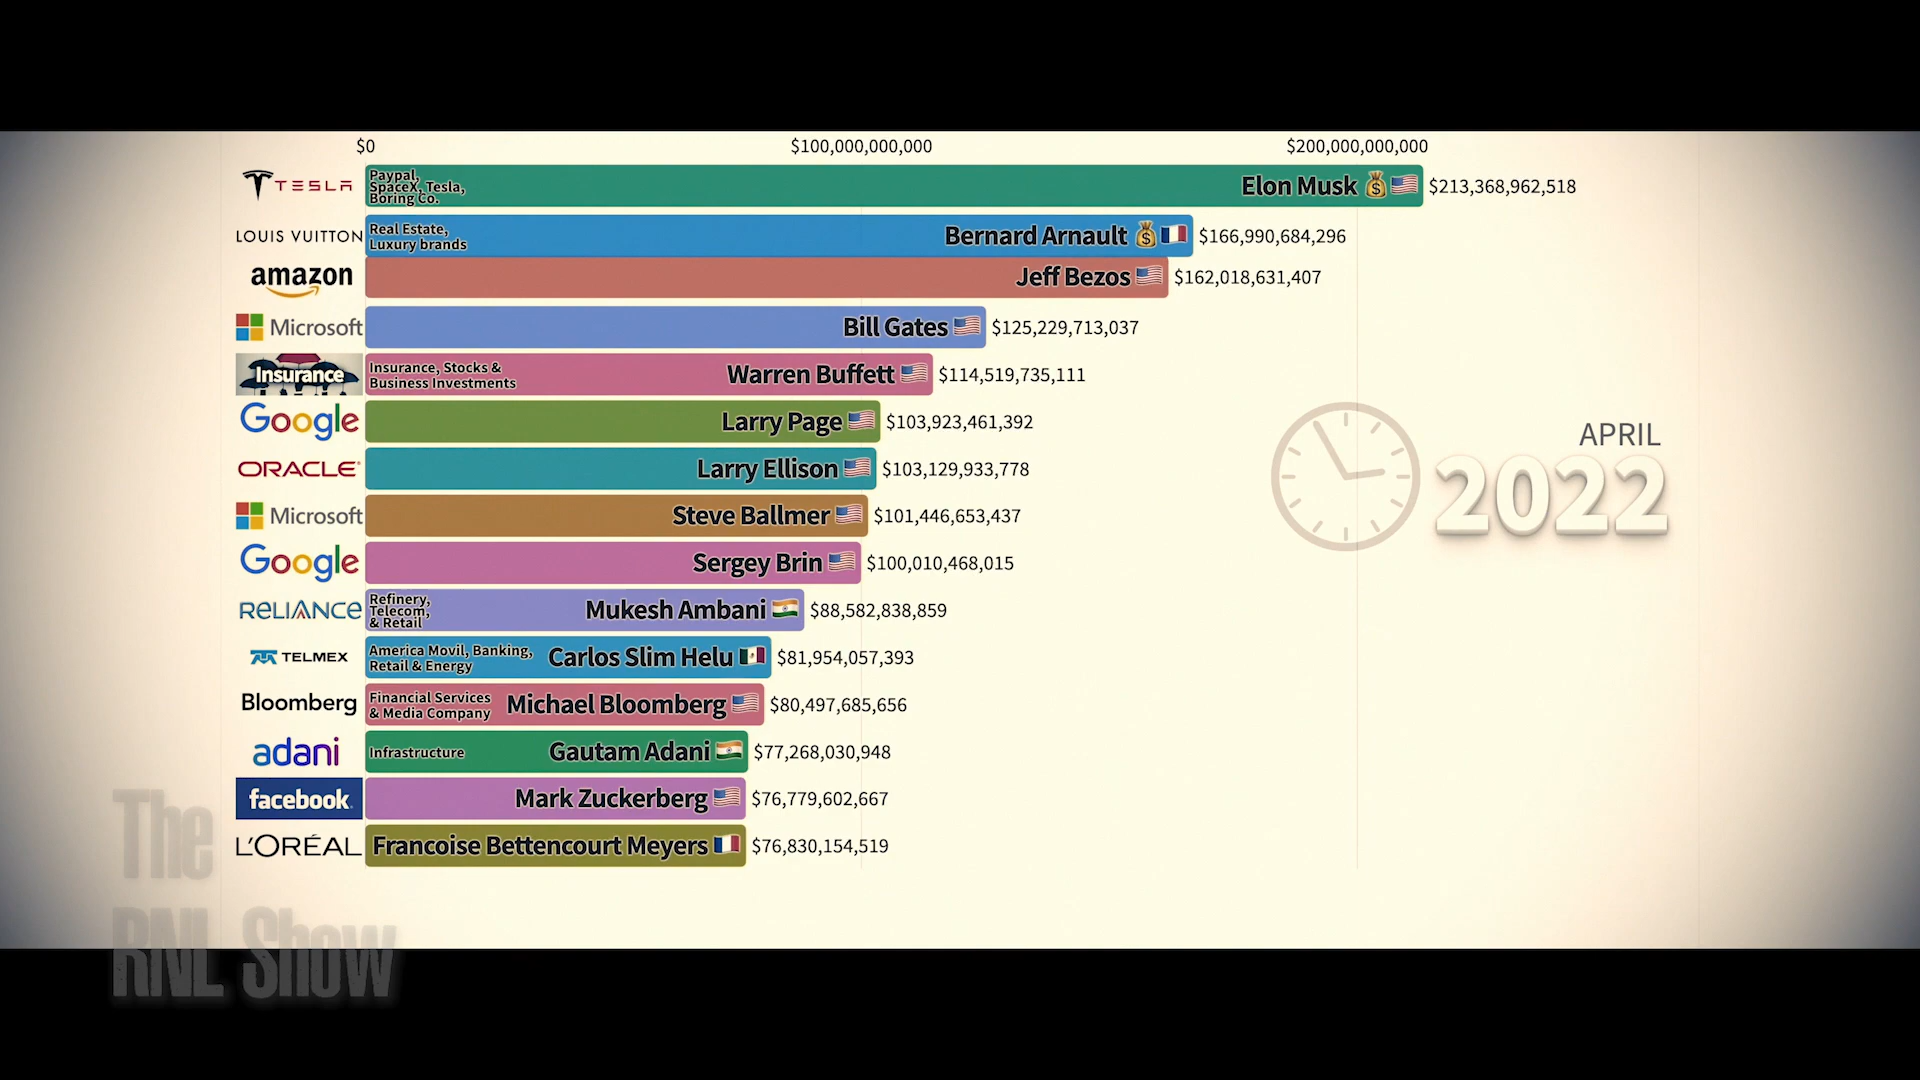 $0 $100,000,000,000 $200,000,000,000
TESLA
Paypal,
SpaceX, Tesla,
Boring Co.
Elon Musk $213,368,962,518
LOUIS VUITTON
Real Estate,
Luxury brands
Bernard Arnault $166,990,684,296
amazon Jeff Bezos $162,018,631,407
Microsoft Bill Gates $125,229,713,037
Insurance
Insurance, Stocks &
Business Investments
Warren Buffett $114,519,735,111
Google Larry Page $103,923,461,392
ORACLE Larry Ellison $103,129,933,778
Microsoft Steve Ballmer $101,446,653,437
Google Sergey Brin $100,010,468,015
RELIANCE
Refinery,
Telecom,
& Retail
Mukesh Ambani $88,582,838,859
TELMEX
America Movil, Banking,
Retail & Energy
Carlos Slim Helu $81,954,057,393
Bloomberg
Financial Services
& Media Company
Michael Bloomberg $80,497,685,656
adani Infrastructure Gautam Adani $77,268,030,948
facebook Mark Zuckerberg $76,779,602,667
L'ORÉAL Francoise Bettencourt Meyers $76,830,154,519
APRIL
2022
The
RNL Show